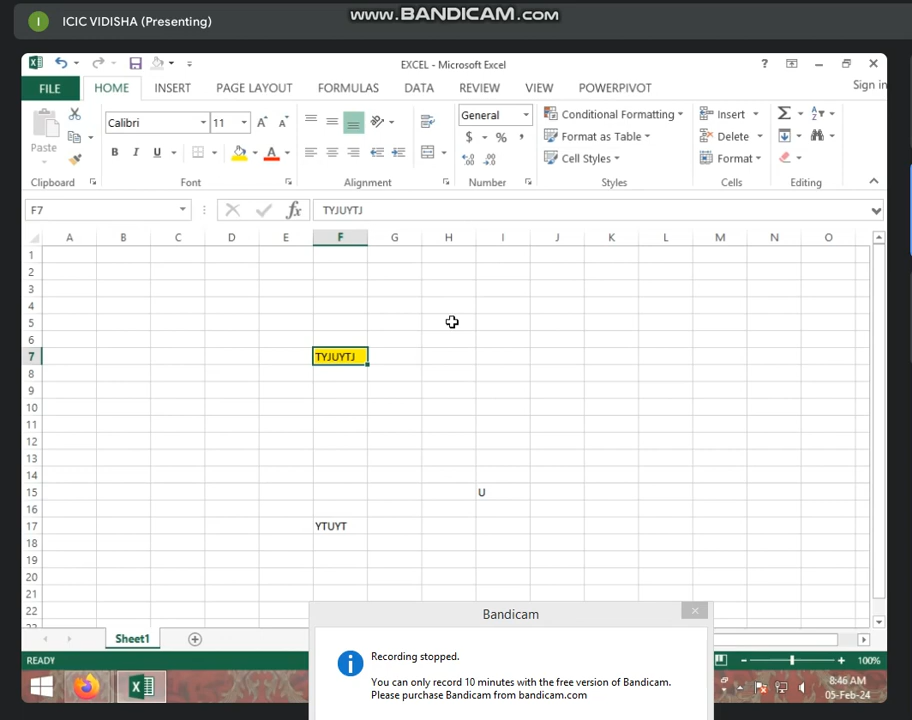 www.BANDICAM.com
I ICIC VIDISHA (Presenting)
EXCEL - Microsoft Excel ?
FILE HOME INSERT PAGE LAYOUT FORMULAS DATA REVIEW VIEW POWERPIVOT Sign in
Calibri 11 General Conditional Formatting Insert
Paste B I U A $ % , Format as Table Delete
Cell Styles Format
Clipboard Font Alignment Number Styles Cells Editing
F7 fx TYJUYTJ
A B C D E F G H I J K L M N O
1
2
3
4
5
6
7 TYJUYTJ
8
9
10
11
12
13
14
15 U
16
17 YTUYT
18
19
20
21
22
Bandicam
Sheet1
Recording stopped.
You can only record 10 minutes with the free version of Bandicam.
Please purchase Bandicam from bandicam.com
READY 100%
8:46 AM
05-Feb-24